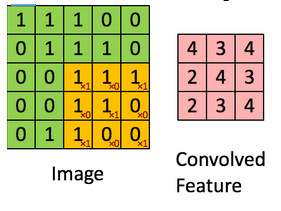 1 1 1 0 0
0 1 1 1 0
0 0 1×1 1×0 1×1
0 0 1×0 1×1 0×0
0 1 1×1 0×0 0×1
4 3 4
2 4 3
2 3 4
Image
Convolved
Feature